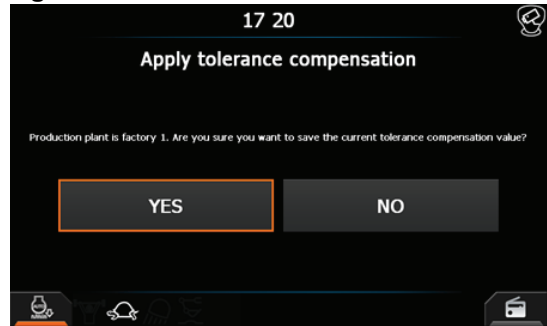 17 20
Apply tolerance compensation
Production plant is factory 1. Are you sure you want to save the current tolerance compensation value?
YES
NO